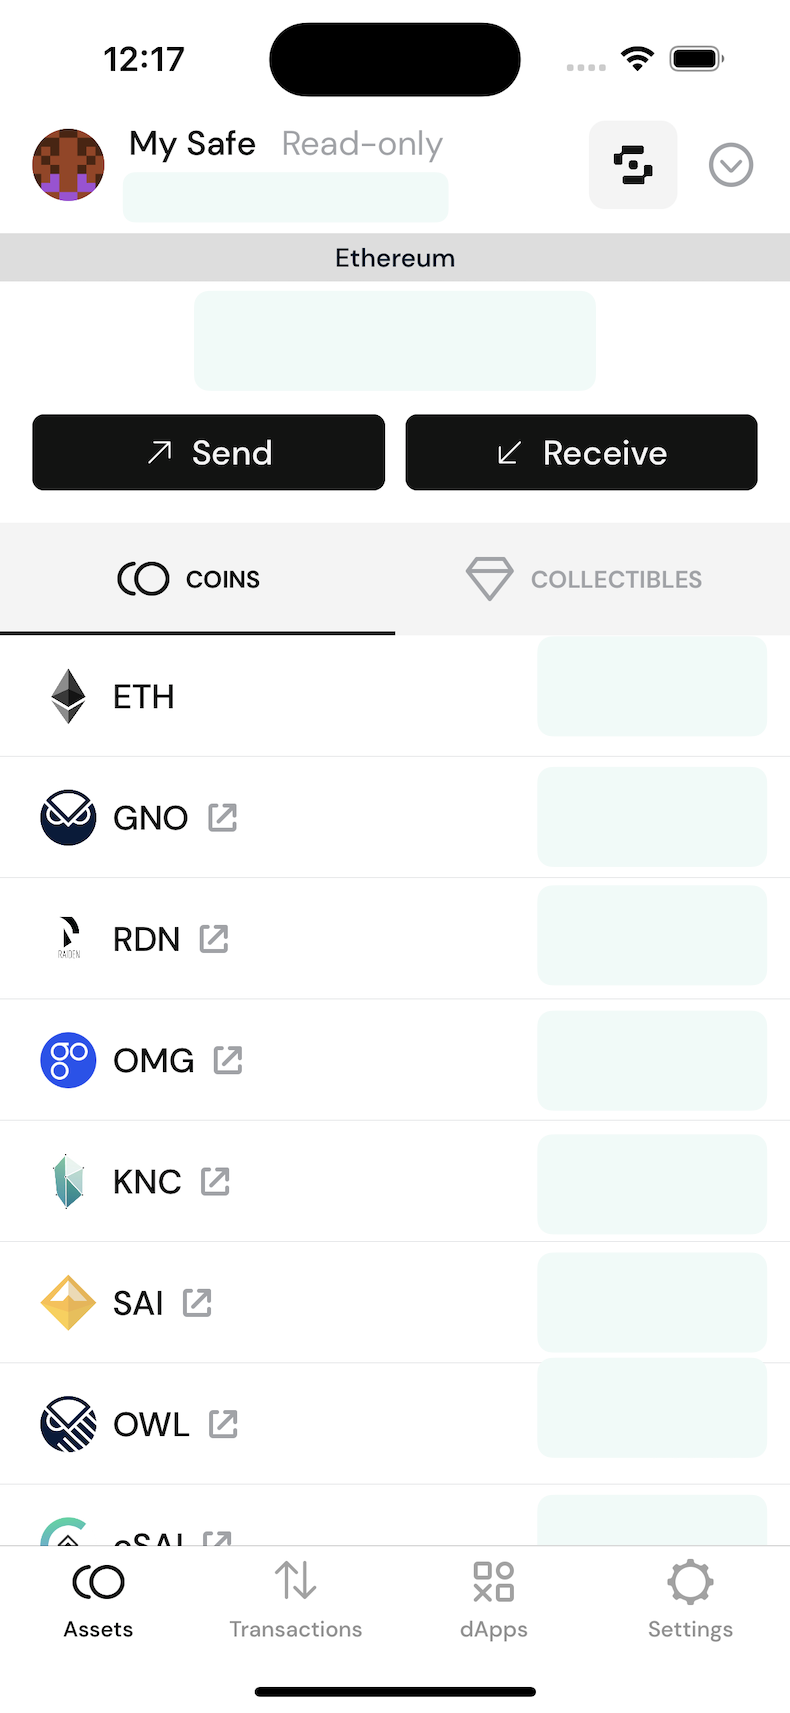 12:17
My Safe Read-only
Ethereum
Send
Receive
COINS
COLLECTIBLES
ETH
GNO
RDN
RAIDEN
OMG
KNC
SAI
OWL
Assets
Transactions
dApps
Settings